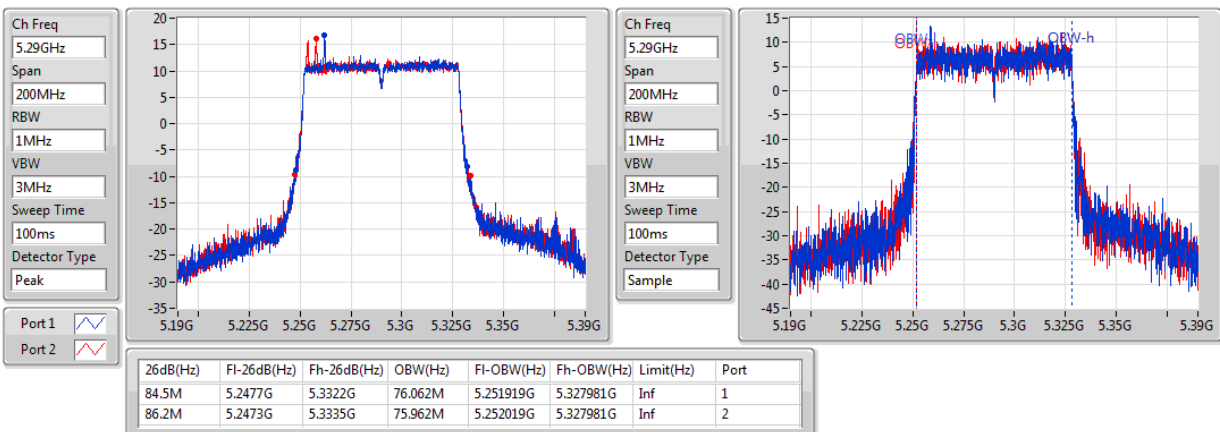 Ch Freq
5.29GHz
Span
200MHz
RBW
1MHz
VBW
3MHz
Sweep Time
100ms
Detector Type
Peak
Port 1
Port 2
20
15
10
5
0
-5
-10
-15
-20
-25
-30
-35
5.19G 5.225G 5.25G 5.275G 5.3G 5.325G 5.35G 5.39G
Ch Freq
5.29GHz
Span
200MHz
RBW
1MHz
VBW
3MHz
Sweep Time
100ms
Detector Type
Sample
15
10
5
0
-5
-10
-15
-20
-25
-30
-35
-40
-45
OBW-h
5.19G 5.225G 5.25G 5.275G 5.3G 5.325G 5.35G 5.39G
26dB(Hz) Fl-26dB(Hz) Fh-26dB(Hz) OBW(Hz) Fl-OBW(Hz) Fh-OBW(Hz) Limit(Hz) Port
84.5M 5.2477G 5.3322G 76.062M 5.251919G 5.327981G Inf 1
86.2M 5.2473G 5.3335G 75.962M 5.252019G 5.327981G Inf 2